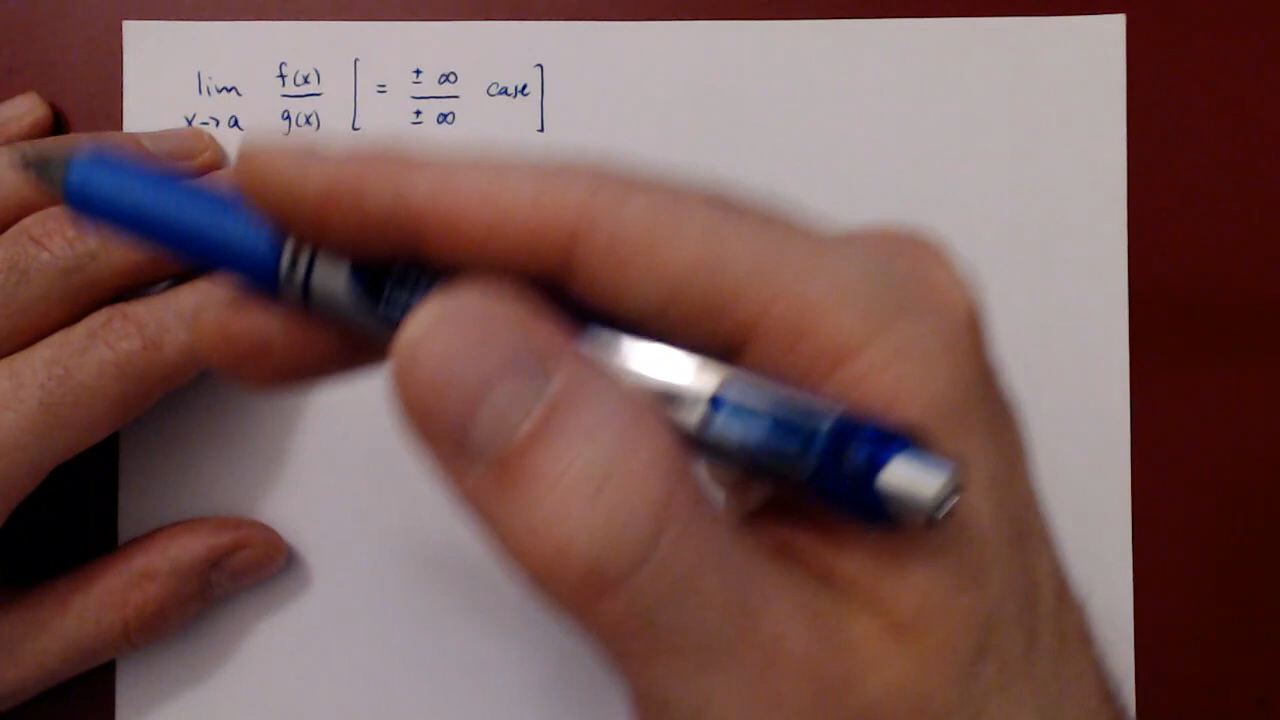 lim f(x)/g(x) [ = ± ∞/± ∞ case ]
x→a